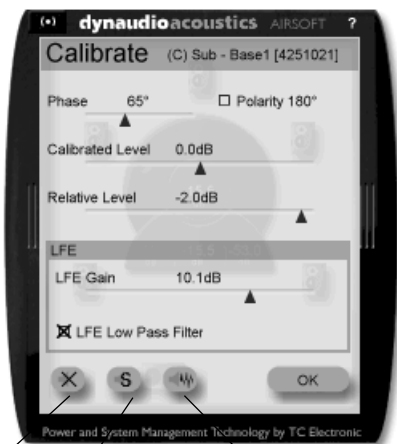 dynaudioacoustics AIRSOFT ?
Calibrate (C) Sub - Base1 [4251021]
Phase 65° Polarity 180°
Calibrated Level 0.0dB
Relative Level -2.0dB
LFE
LFE Gain 10.1dB
LFE Low Pass Filter
S OK
Power and System Management Technology by TC Electronic